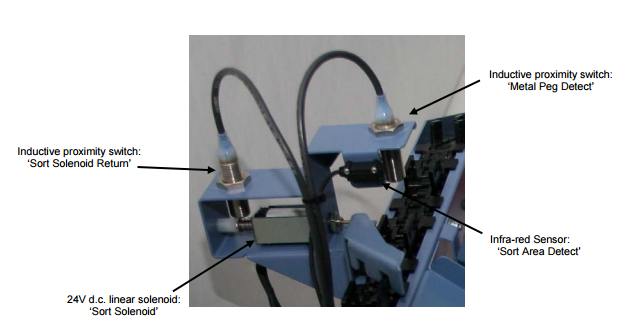 Inductive proximity switch:
'Metal Peg Detect'
Inductive proximity switch:
'Sort Solenoid Return'
Infra-red Sensor:
'Sort Area Detect'
24V d.c. linear solenoid:
'Sort Solenoid'